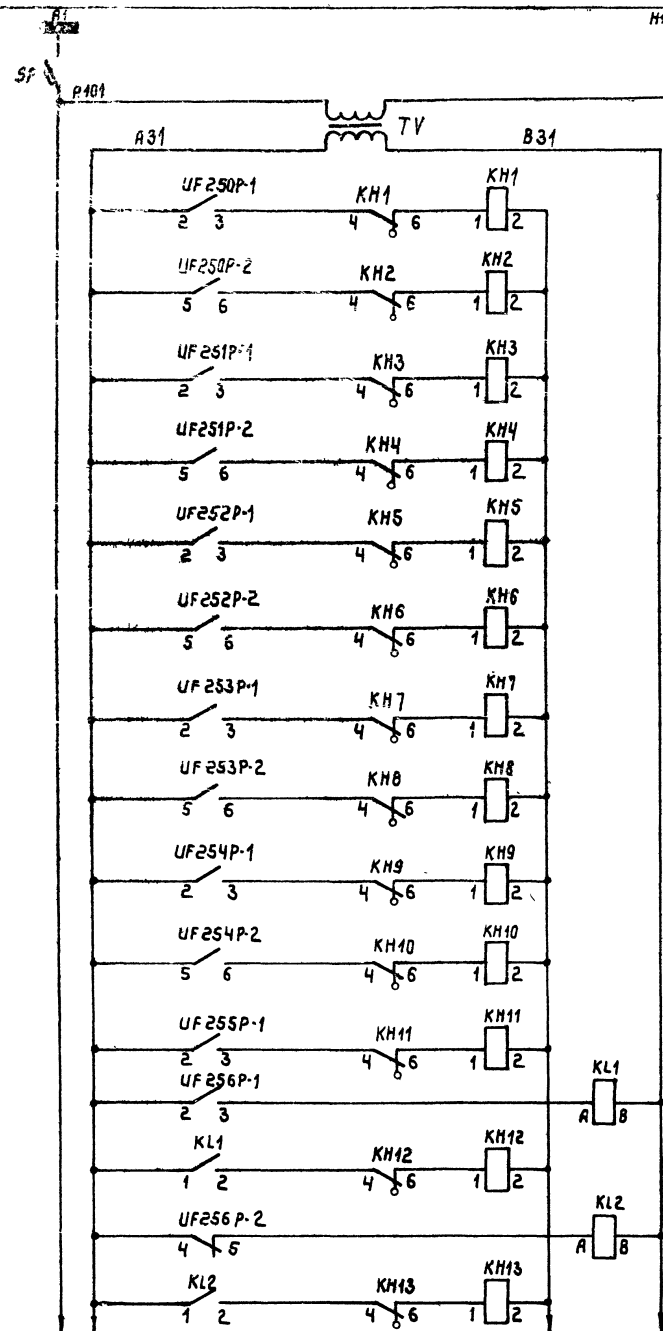 A1
SF
A101
TV
A31 B31
UF250P-1 KH1 KH1
2 3 4 6 1 2
UF250P-2 KH2 KH2
5 6 4 6 1 2
UF251P-1 KH3 KH3
2 3 4 6 1 2
UF251P-2 KH4 KH4
5 6 4 6 1 2
UF252P-1 KH5 KH5
2 3 4 6 1 2
UF252P-2 KH6 KH6
5 6 4 6 1 2
UF253P-1 KH7 KH7
2 3 4 6 1 2
UF253P-2 KH8 KH8
5 6 4 6 1 2
UF254P-1 KH9 KH9
2 3 4 6 1 2
UF254P-2 KH10 KH10
5 6 4 6 1 2
UF255P-1 KH11 KH11
2 3 4 6 1 2
UF256P-1 KL1
2 3 A B
KL1 KH12 KH12
1 2 4 6 1 2
UF256P-2 KL2
4 5 A B
KL2 KH13 KH13
1 2 4 6 1 2